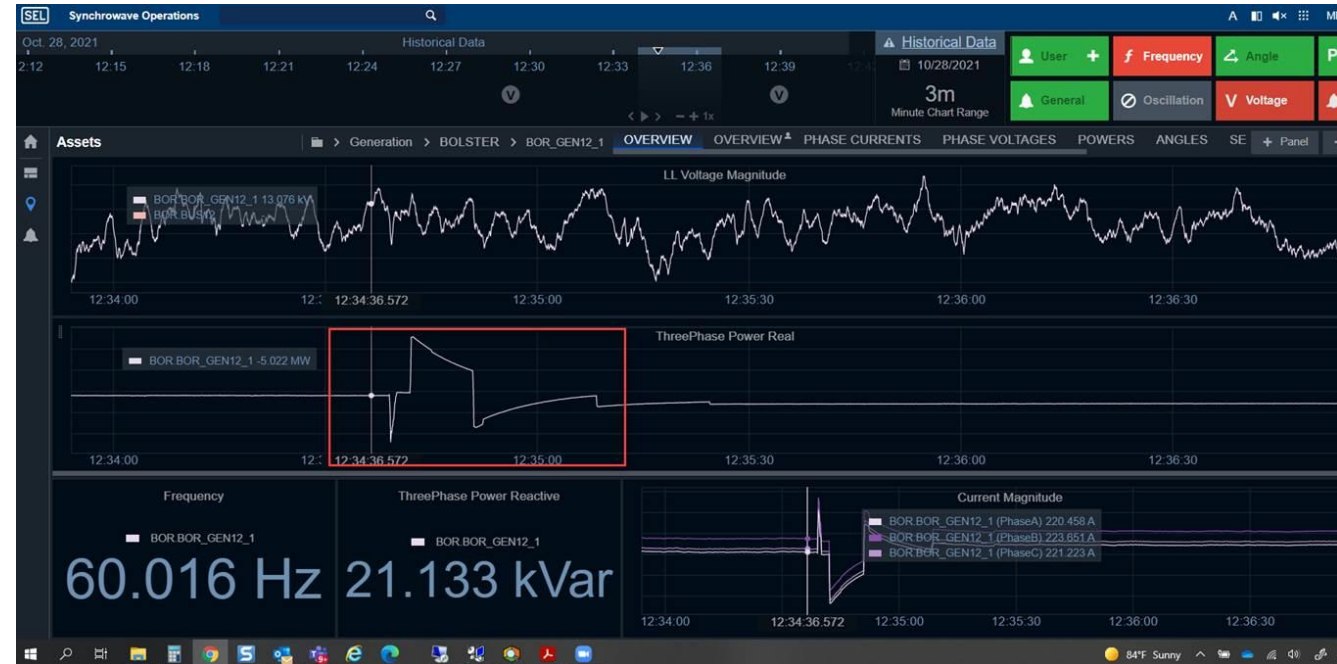 SEL Synchrowave Operations
A
Oct. 28, 2021 Historical Data
2:12 12:15 12:18 12:21 12:24 12:27 12:30 12:33 12:36 12:39
V V
1x
Historical Data
10/28/2021
3m
Minute Chart Range
User + f Frequency Angle P
General Oscillation V Voltage
Assets Generation > BOLSTER > BOR_GEN12_1 OVERVIEW OVERVIEW PHASE CURRENTS PHASE VOLTAGES POWERS ANGLES SE + Panel
LL Voltage Magnitude
BOR.BOR_GEN12_1 13.076 kV
BOR.BUS12
12:34:00 12:34:36.572 12:35:00 12:35:30 12:36:00 12:36:30
ThreePhase Power Real
BOR.BOR_GEN12_1 -5.022 MW
12:34:00 12:34:36.572 12:35:00 12:35:30 12:36:00 12:36:30
Frequency
BOR.BOR_GEN12_1
60.016 Hz
ThreePhase Power Reactive
BOR.BOR_GEN12_1
21.133 kVar
Current Magnitude
BOR.BOR_GEN12_1 (PhaseA) 220.458 A
BOR.BOR_GEN12_1 (PhaseB) 223.651 A
BOR.BOR_GEN12_1 (PhaseC) 221.223 A
12:34:00 12:34:36.572 12:35:00 12:35:30 12:36:00 12:36:30
84°F Sunny